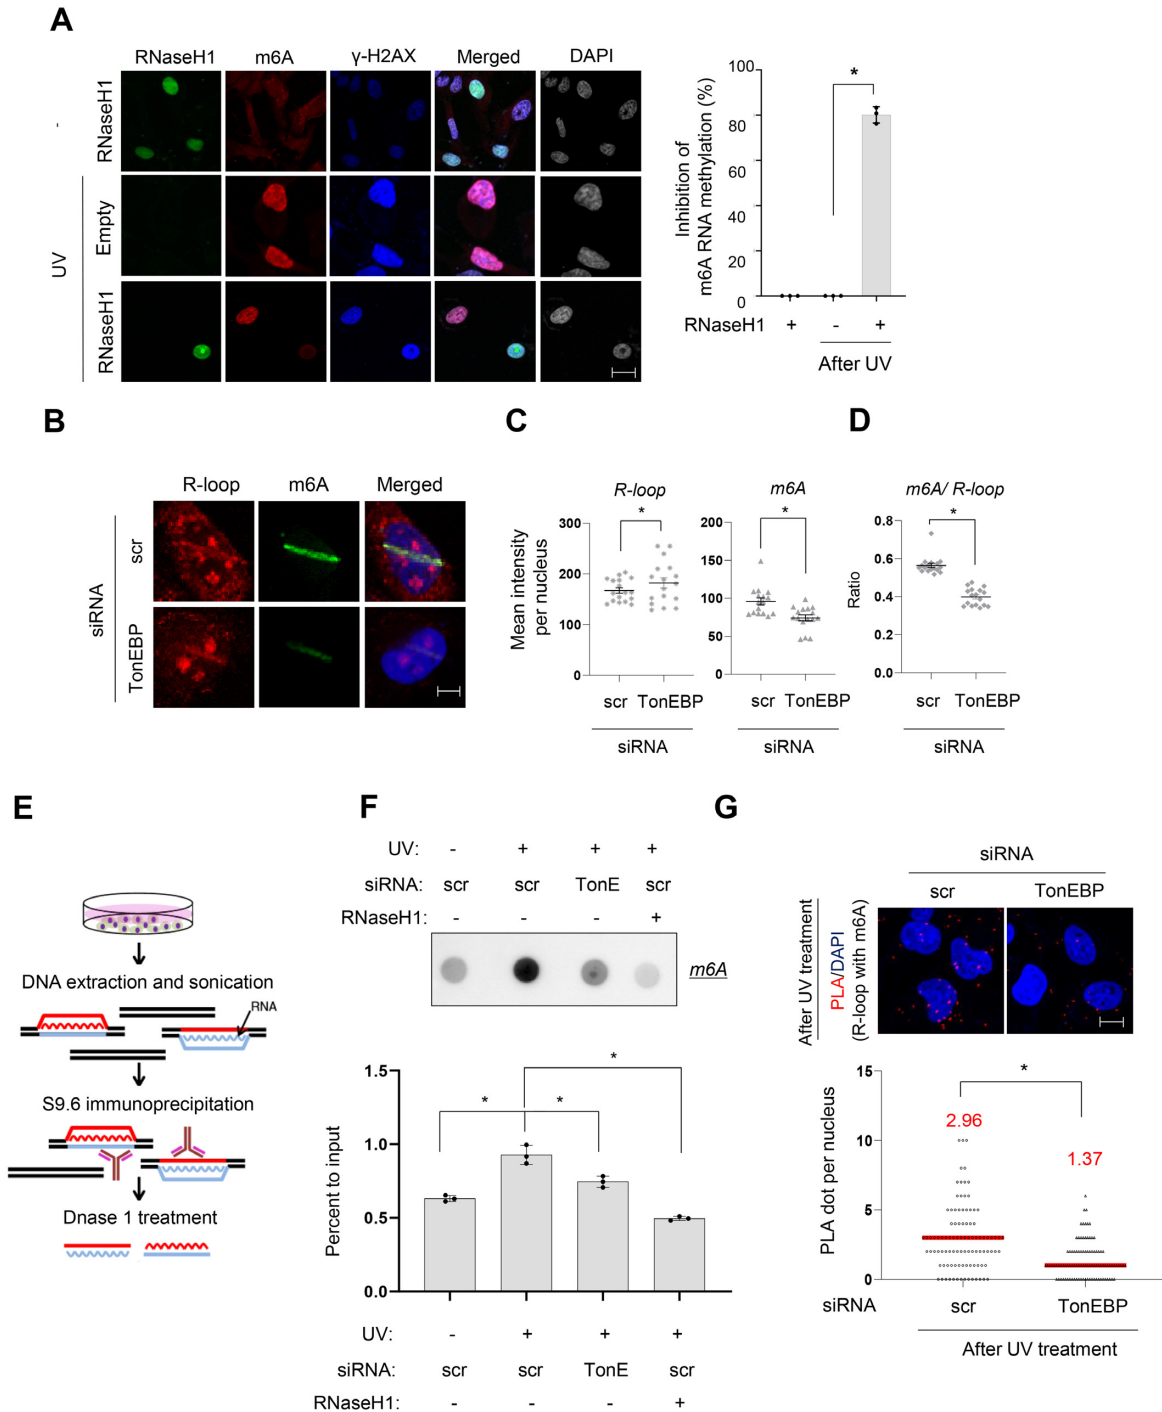 A
RNaseH1 m6A γ-H2AX Merged DAPI
-
RNaseH1
UV
Empty
RNaseH1
Inhibition of
m6A RNA methylation (%)
100
80
60
40
20
0
*
RNaseH1 + - +
After UV
B
R-loop m6A Merged
siRNA
scr
TonEBP
C
R-loop
Mean intensity
per nucleus
300
200
100
0
*
scr TonEBP
siRNA
m6A
200
150
100
50
0
*
scr TonEBP
siRNA
D
m6A/ R-loop
Ratio
0.8
0.6
0.4
0.2
0.0
*
scr TonEBP
siRNA
E
DNA extraction and sonication
RNA
S9.6 immunoprecipitation
Dnase 1 treatment
F
UV: - + + +
siRNA: scr scr TonE scr
RNaseH1: - - - +
m6A
Percent to input
1.5
1.0
0.5
0.0
* * *
UV: - + + +
siRNA: scr scr TonE scr
RNaseH1: - - - +
G
siRNA
scr TonEBP
After UV treatment
PLA/DAPI
(R-loop with m6A)
PLA dot per nucleus
15
10
5
0
*
2.96
1.37
siRNA scr TonEBP
After UV treatment